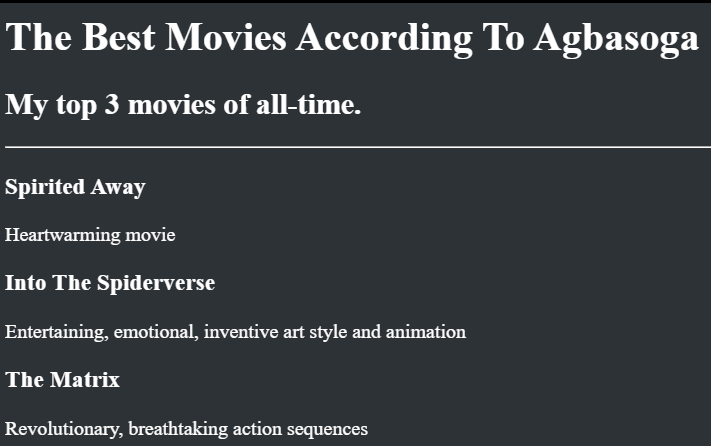 The Best Movies According To Agbasoga
My top 3 movies of all-time.
Spirited Away
Heartwarming movie
Into The Spiderverse
Entertaining, emotional, inventive art style and animation
The Matrix
Revolutionary, breathtaking action sequences